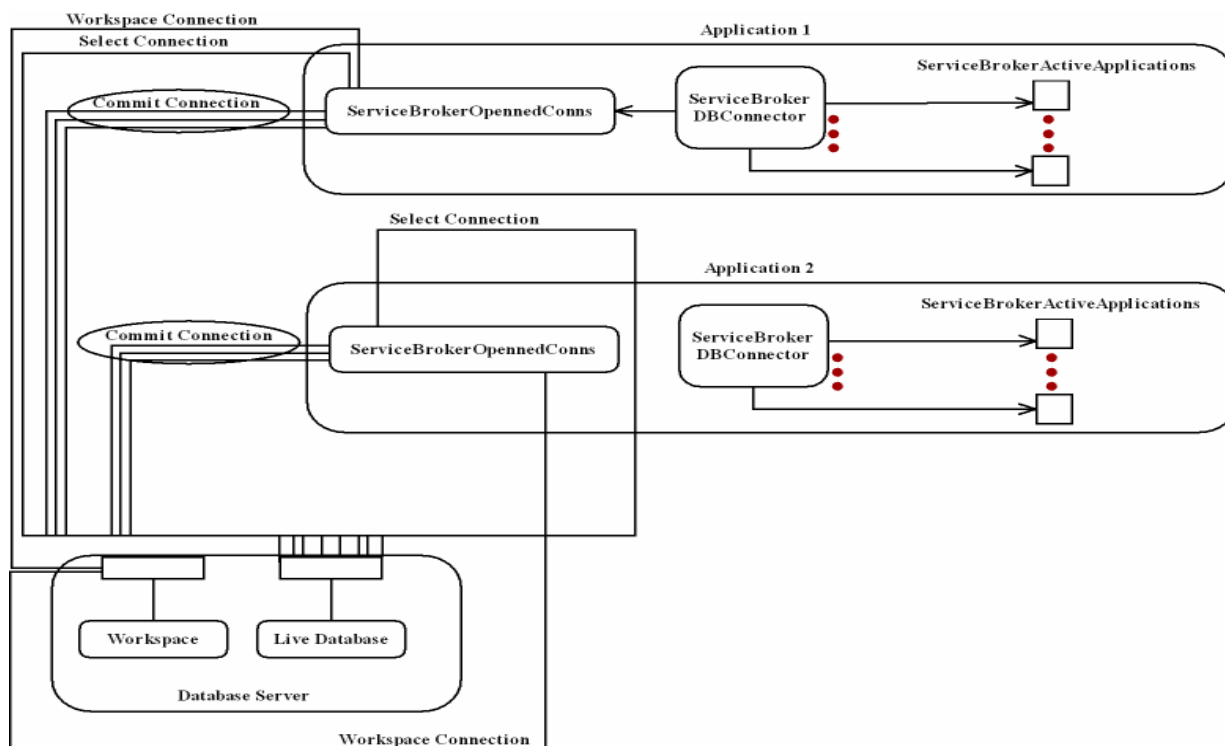 Workspace Connection
Application 1
Select Connection
ServiceBrokerActiveApplications
Commit Connection
ServiceBrokerOpennedConns
ServiceBroker
DBConnector
Select Connection
Application 2
ServiceBrokerActiveApplications
Commit Connection
ServiceBrokerOpennedConns
ServiceBroker
DBConnector
Workspace
Live Database
Database Server
Workspace Connection